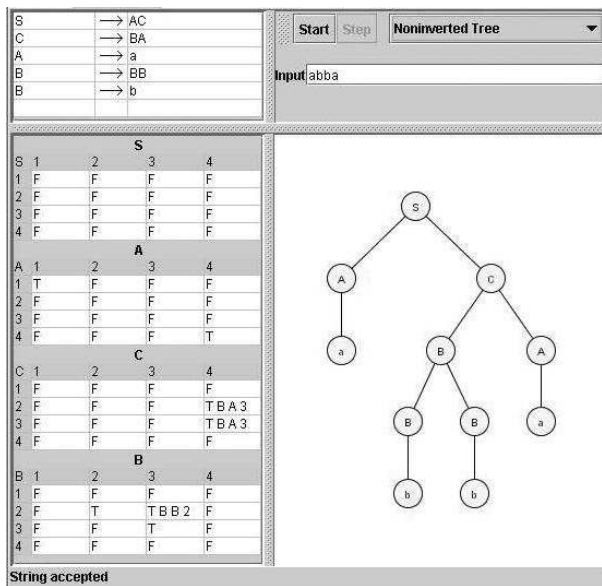 S → AC
C → BA
A → a
B → BB
B → b
Start Step Noninverted Tree
Input abba
S
S 1 2 3 4
1 F F F F
2 F F F F
3 F F F F
4 F F F F
A
A 1 2 3 4
1 T F F F
2 F F F F
3 F F F F
4 F F F T
C
C 1 2 3 4
1 F F F F
2 F F F T B A 3
3 F F F T B A 3
4 F F F F
B
B 1 2 3 4
1 F F F F
2 F T T B B 2 F
3 F F T F
4 F F F F
S
A C
a B A
B B a
b b
String accepted